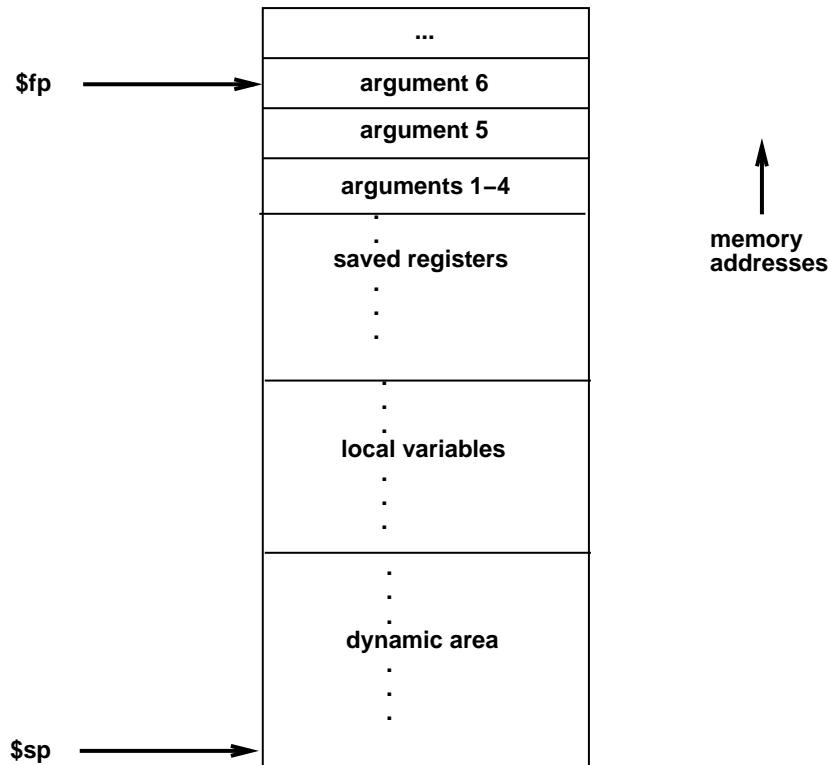 ...
$fp
argument 6
argument 5
arguments 1−4
memory
addresses
saved registers
local variables
dynamic area
$sp